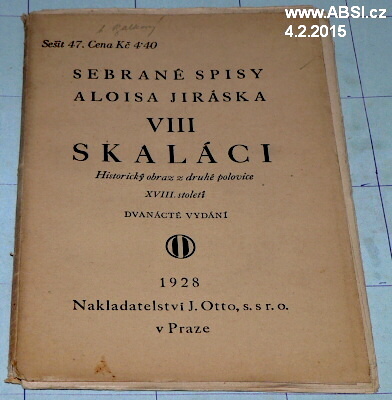 www.ABSI.cz
4.2.2015
Sešit 47. Cena Kč 4·40
SEBRANÉ SPISY
ALOISA JIRÁSKA
VIII
SKALÁCI
Historický obraz z druhé polovice
XVIII. století
DVANÁCTÉ VYDÁNÍ
1928
Nakladatelství J. Otto, s. s r. o.
v Praze